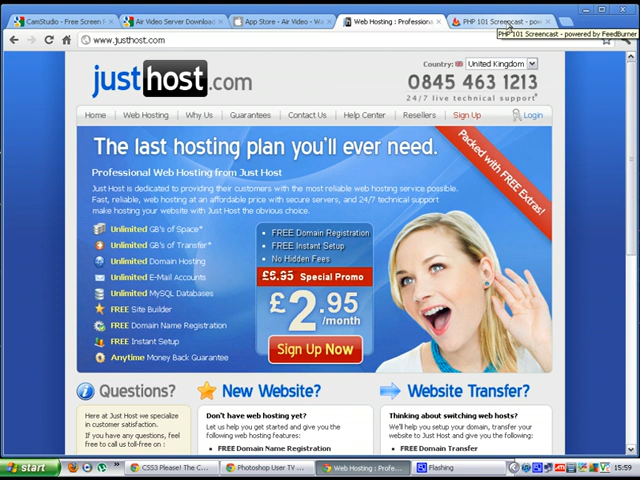 CamStudio - Free Screen R
Air Video Server Download
App Store - Air Video - Wa
Web Hosting : Professiona
PHP 101 Screencast - pow
PHP 101 Screencast - powered by FeedBurner
www.justhost.com
justhost.com
Country: United Kingdom
0845 463 1213
24/7 live technical support*
Home
Web Hosting
Why Us
Guarantees
Contact Us
Help Center
Resellers
Sign Up
Login
The last hosting plan you'll ever need.
Packed with FREE Extras!
Professional Web Hosting from Just Host
Just Host is dedicated to providing their customers with the most reliable web hosting service possible.
Fast, reliable, web hosting at an affordable price with secure servers, and 24/7 technical support
make hosting your website with Just Host the obvious choice.
Unlimited GB's of Space*
Unlimited GB's of Transfer*
Unlimited Domain Hosting
Unlimited E-Mail Accounts
Unlimited MySQL Databases
FREE Site Builder
FREE Domain Name Registration
FREE Instant Setup
Anytime Money Back Guarantee
FREE Domain Registration
FREE Instant Setup
No Hidden Fees
£6.95 Special Promo
£2.95
/month
Sign Up Now
Questions?
Here at Just Host we specialize
in customer satisfaction.
If you have any questions, feel
free to call us toll-free on :
New Website?
Don't have web hosting yet?
Let us help you get started and give you the
following web hosting features:
FREE Domain Name Registration
Website Transfer?
Thinking about switching web hosts?
We'll help you setup your domain, transfer your
website to Just Host and give you the following:
FREE Domain Transfer
start
CSS3 Please! The C...
Photoshop User TV ...
Web Hosting : Profe...
Flashing
15:59